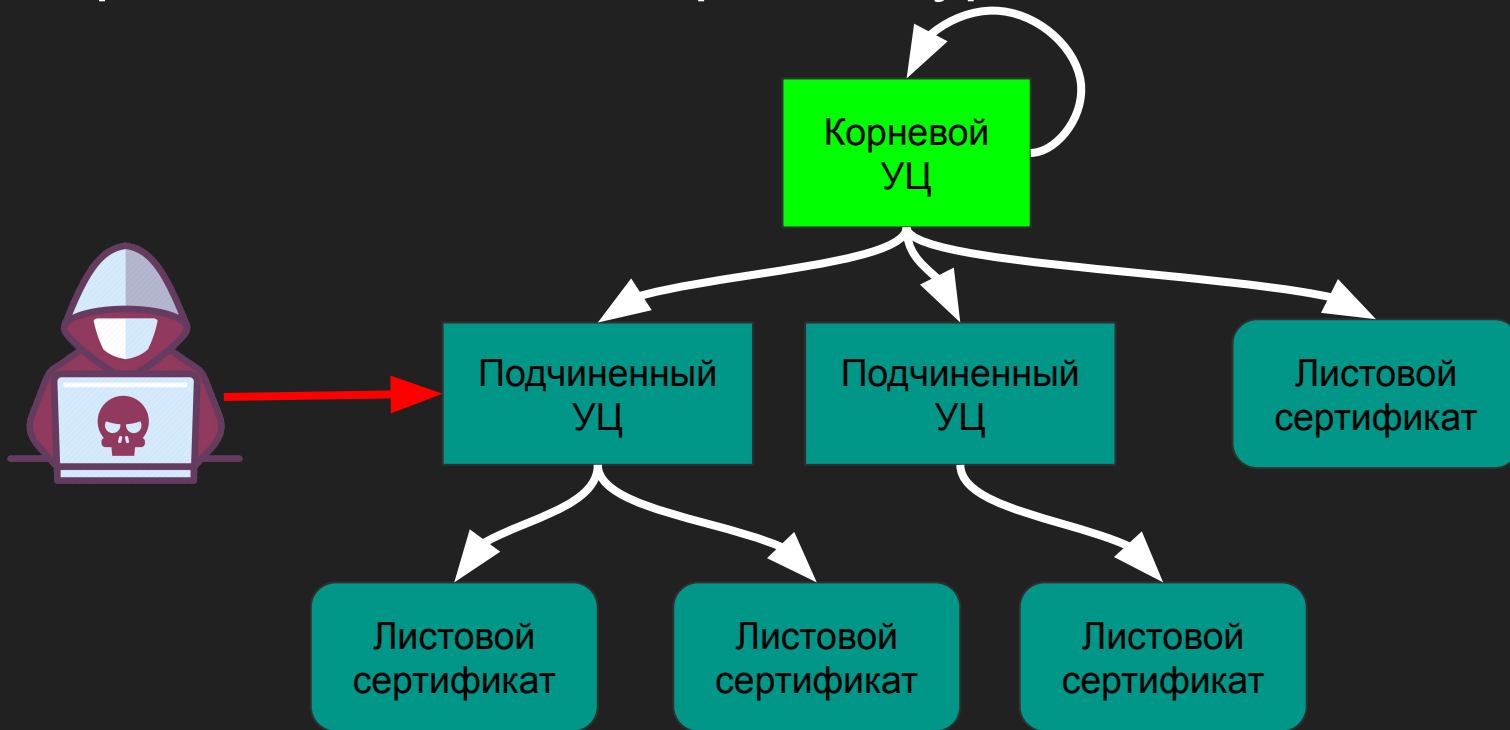 Корневой
УЦ
Подчиненный
УЦ
Подчиненный
УЦ
Листовой
сертификат
Листовой
сертификат
Листовой
сертификат
Листовой
сертификат